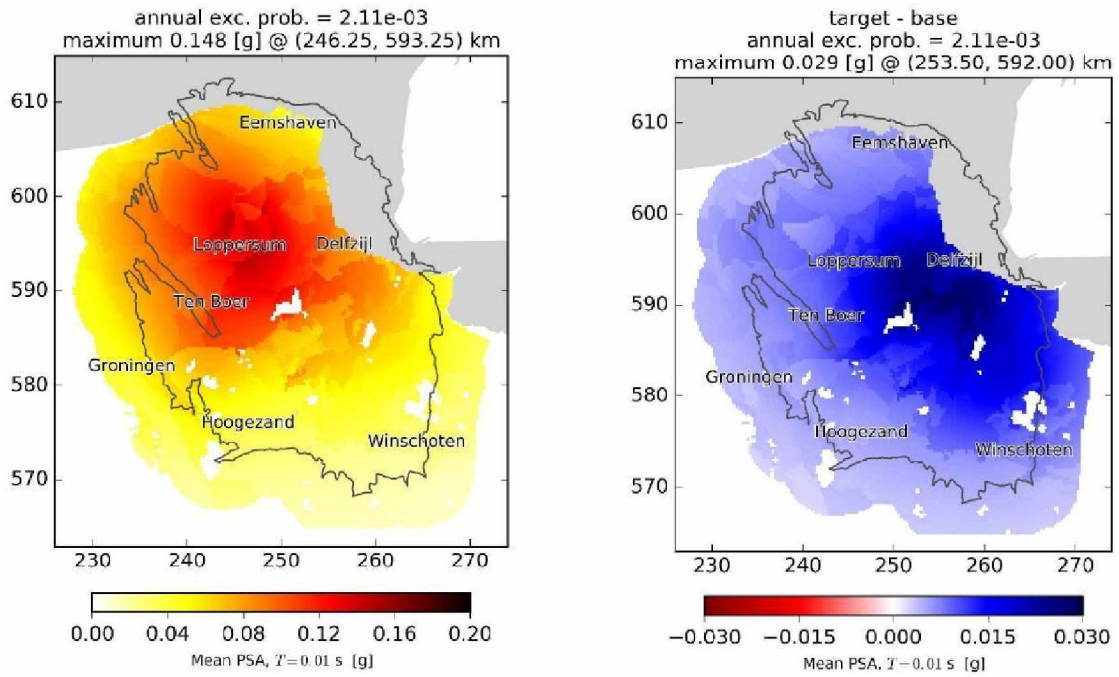 annual exc. prob. = 2.11e-03
maximum 0.148 [g] @ (246.25, 593.25) km
610
600
590
580
570
Eemshaven
Loppersum
Delfzijl
Ten Boer
Groningen
Hoogezand
Winschoten
230
240
250
260
270
0.00
0.04
0.08
0.12
0.16
0.20
Mean PSA, T=0.01 s [g]
target - base
annual exc. prob. = 2.11e-03
maximum 0.029 [g] @ (253.50, 592.00) km
610
600
590
580
570
Eemshaven
Loppersum
Delfzijl
Ten Boer
Groningen
Hoogezand
Winschoten
230
240
250
260
270
−0.030
−0.015
0.000
0.015
0.030
Mean PSA, T−0.01 s [g]